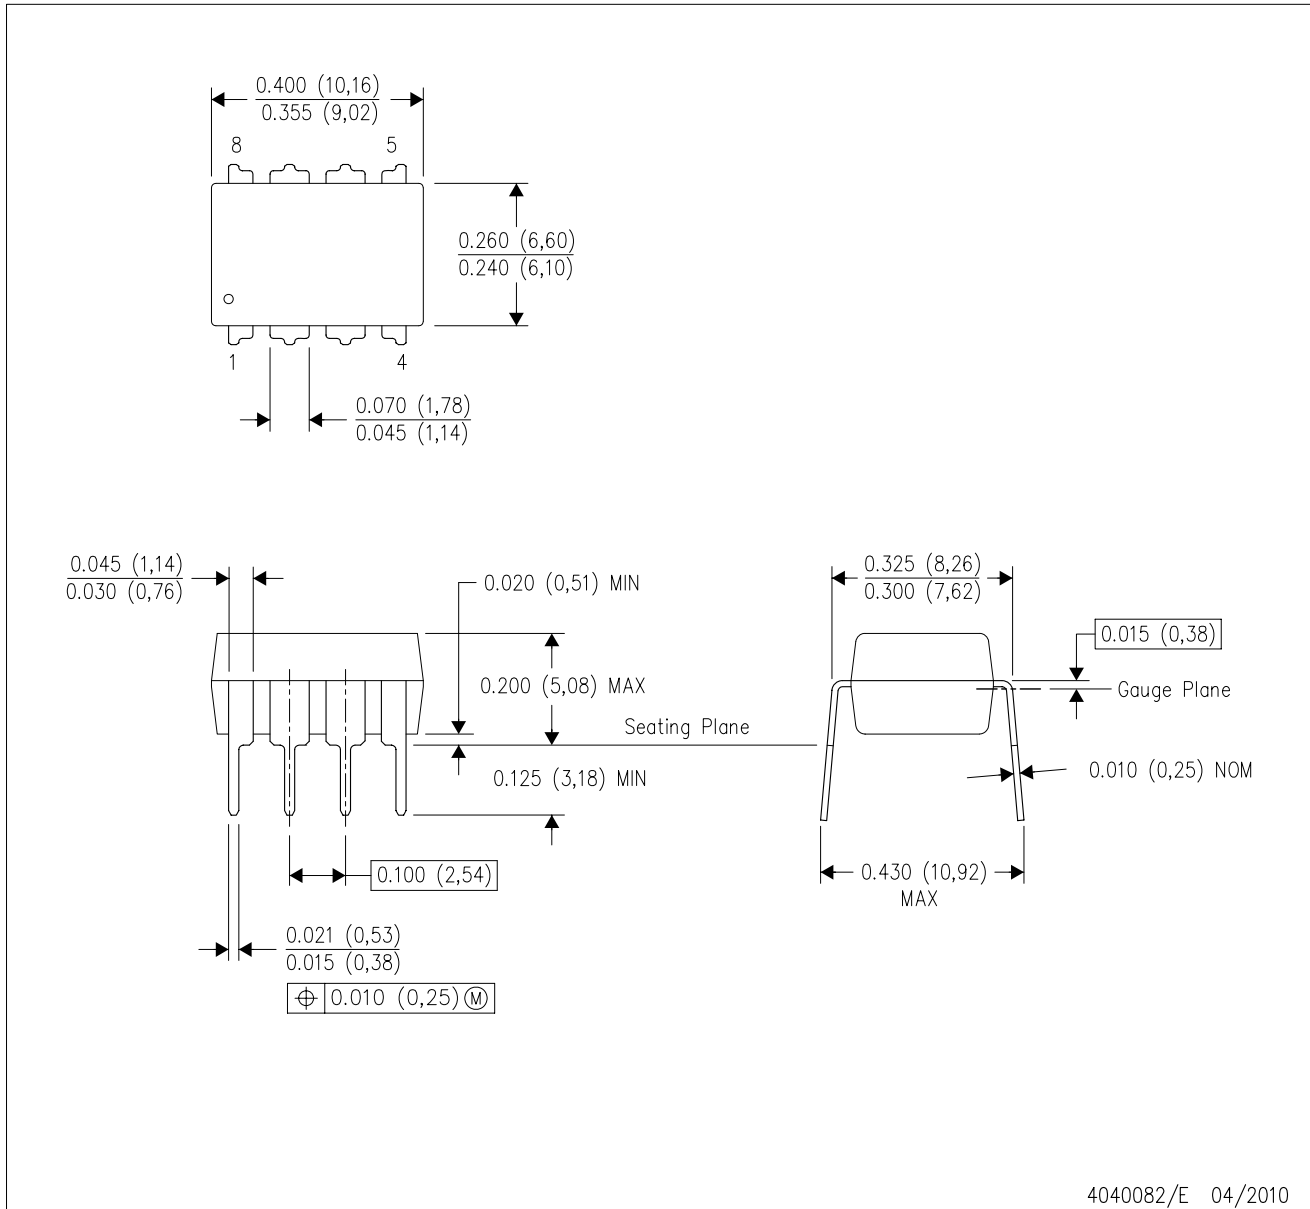 0.400 (10,16)
0.355 (9,02)
8
5
0.260 (6,60)
0.240 (6,10)
1
4
0.070 (1,78)
0.045 (1,14)
0.045 (1,14)
0.030 (0,76)
0.020 (0,51) MIN
0.325 (8,26)
0.300 (7,62)
0.015 (0,38)
0.200 (5,08) MAX
Gauge Plane
Seating Plane
0.125 (3,18) MIN
0.010 (0,25) NOM
0.100 (2,54)
0.430 (10,92)
MAX
0.021 (0,53)
0.015 (0,38)
⌖ 0.010 (0,25) Ⓜ
4040082/E 04/2010